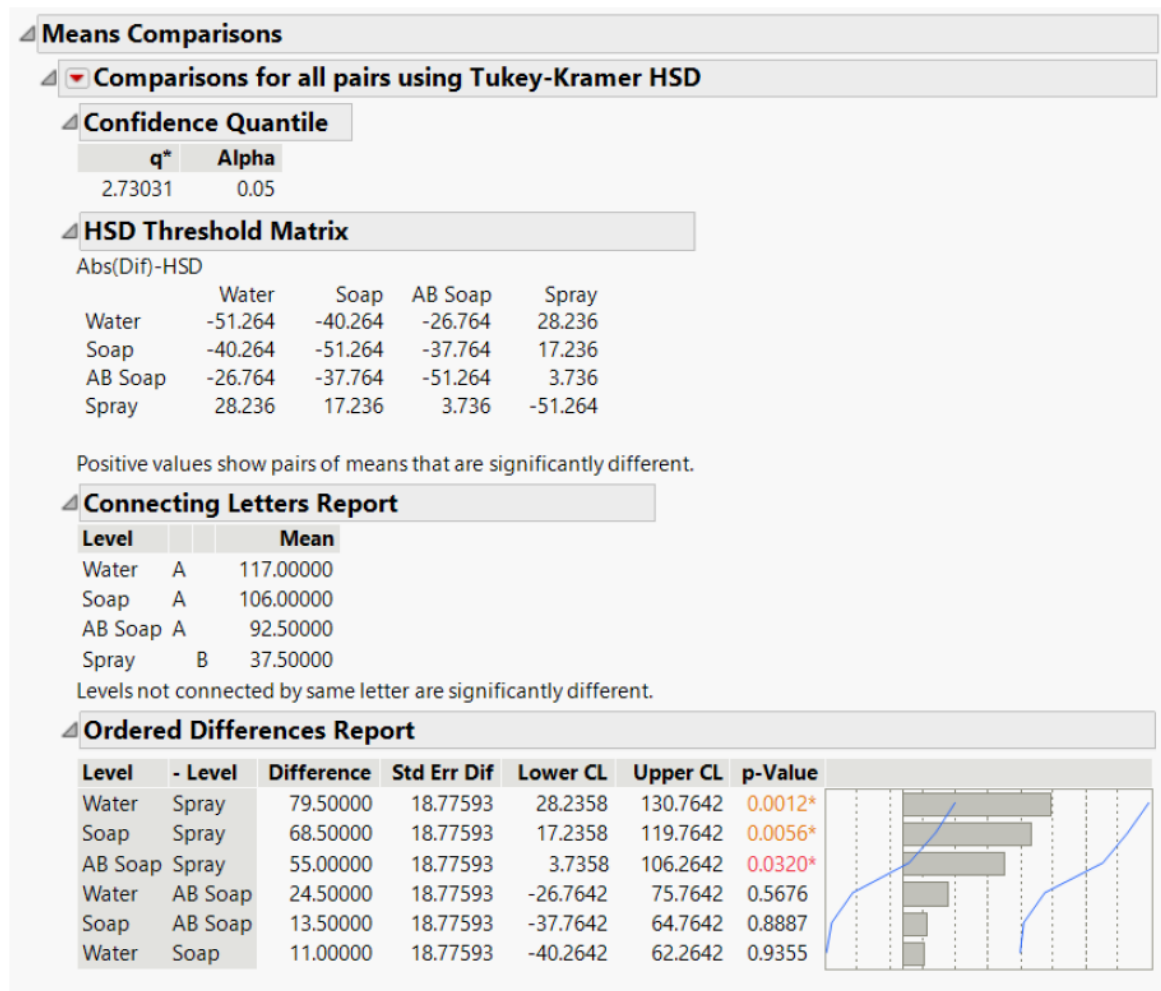 Means Comparisons
Comparisons for all pairs using Tukey-Kramer HSD
Confidence Quantile
q* Alpha
2.73031 0.05
HSD Threshold Matrix
Abs(Dif)-HSD
Water Soap AB Soap Spray
Water -51.264 -40.264 -26.764 28.236
Soap -40.264 -51.264 -37.764 17.236
AB Soap -26.764 -37.764 -51.264 3.736
Spray 28.236 17.236 3.736 -51.264
Positive values show pairs of means that are significantly different.
Connecting Letters Report
Level Mean
Water A 117.00000
Soap A 106.00000
AB Soap A 92.50000
Spray B 37.50000
Levels not connected by same letter are significantly different.
Ordered Differences Report
Level - Level Difference Std Err Dif Lower CL Upper CL p-Value
Water Spray 79.50000 18.77593 28.2358 130.7642 0.0012*
Soap Spray 68.50000 18.77593 17.2358 119.7642 0.0056*
AB Soap Spray 55.00000 18.77593 3.7358 106.2642 0.0320*
Water AB Soap 24.50000 18.77593 -26.7642 75.7642 0.5676
Soap AB Soap 13.50000 18.77593 -37.7642 64.7642 0.8887
Water Soap 11.00000 18.77593 -40.2642 62.2642 0.9355